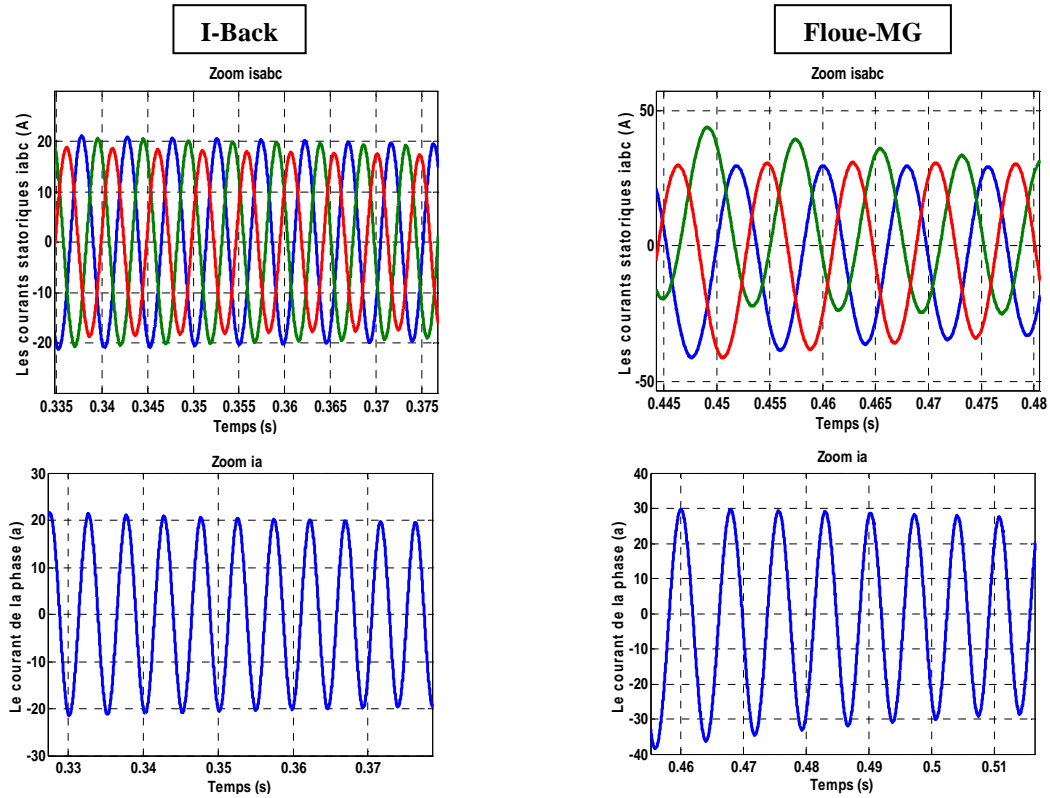 I-Back
Floue-MG
Zoom isabc
Les courants statoriques iabc (A)
20
10
0
-10
-20
0.335 0.34 0.345 0.35 0.355 0.36 0.365 0.37 0.375
Temps (s)
Zoom isabc
Les courants statoriques iabc (A)
50
0
-50
0.445 0.45 0.455 0.46 0.465 0.47 0.475 0.48
Temps (s)
Zoom ia
Le courant de la phase (a)
30
20
10
0
-10
-20
-30
0.33 0.34 0.35 0.36 0.37
Temps (s)
Zoom ia
Le courant de la phase (a)
40
30
20
10
0
-10
-20
-30
-40
0.46 0.47 0.48 0.49 0.5 0.51
Temps (s)